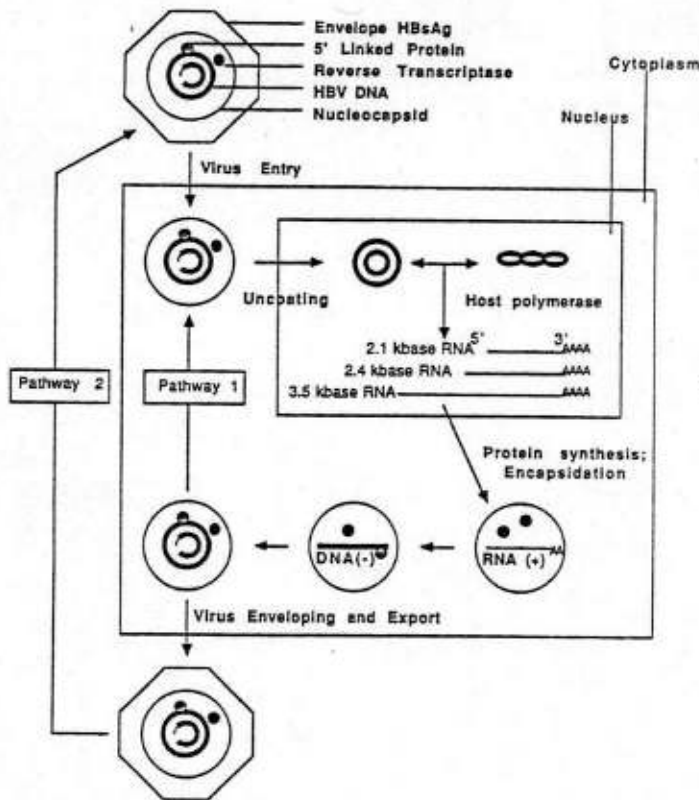 Envelope HBsAg
5' Linked Protein
Reverse Transcriptase
HBV DNA
Nucleocapsid
Cytoplasm
Nucleus
Virus Entry
Uncoating
Host polymerase
5' 3'
2.1 kbase RNA AAAA
2.4 kbase RNA AAAA
3.5 kbase RNA AAAA
Pathway 2
Pathway 1
Protein synthesis;
Encapsidation
DNA(-)
RNA (+) AA
Virus Enveloping and Export